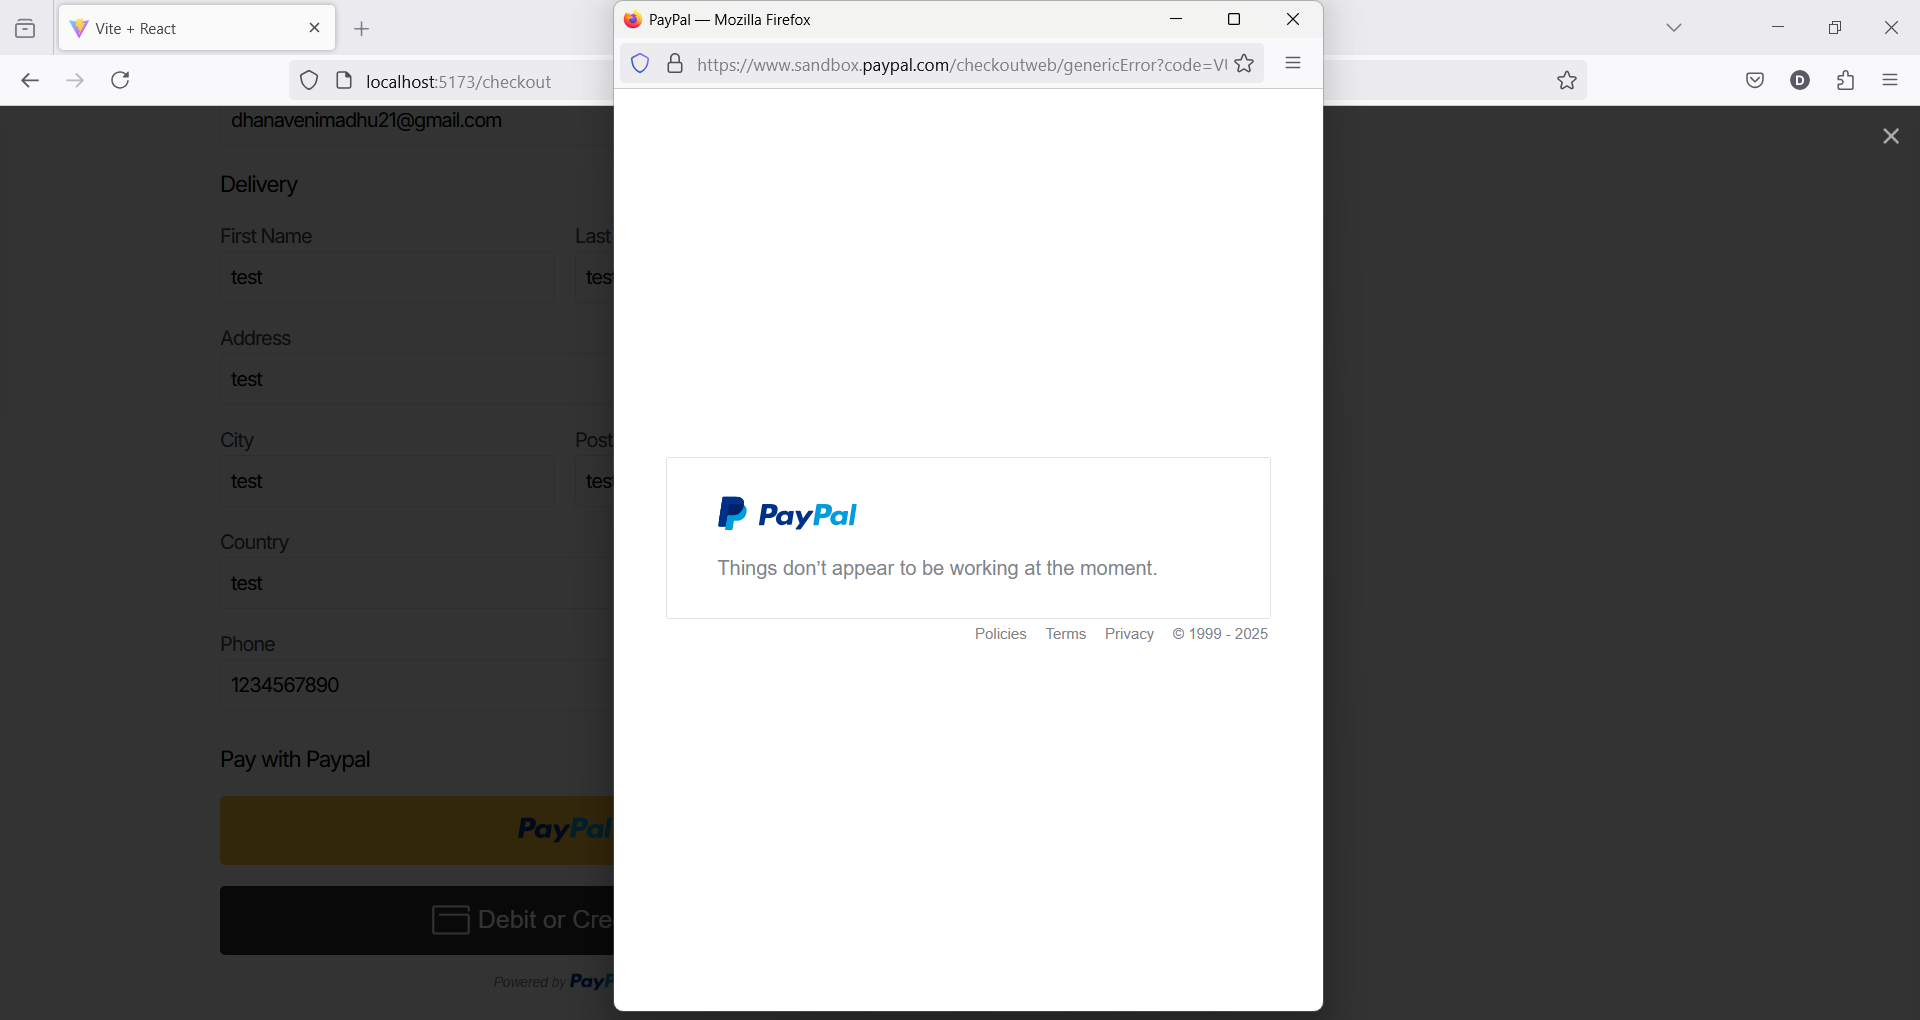 Vite + React
localhost:5173/checkout
PayPal — Mozilla Firefox
https://www.sandbox.paypal.com/checkoutweb/genericError?code=V
dhanavenimadhu21@gmail.com
Delivery
First Name
Last
test
tes
Address
test
City
Post
test
tes
Country
test
Phone
1234567890
Pay with Paypal
PayPal
Debit or Cre
Powered by PayP
PayPal
Things don’t appear to be working at the moment.
Policies Terms Privacy © 1999 - 2025
D